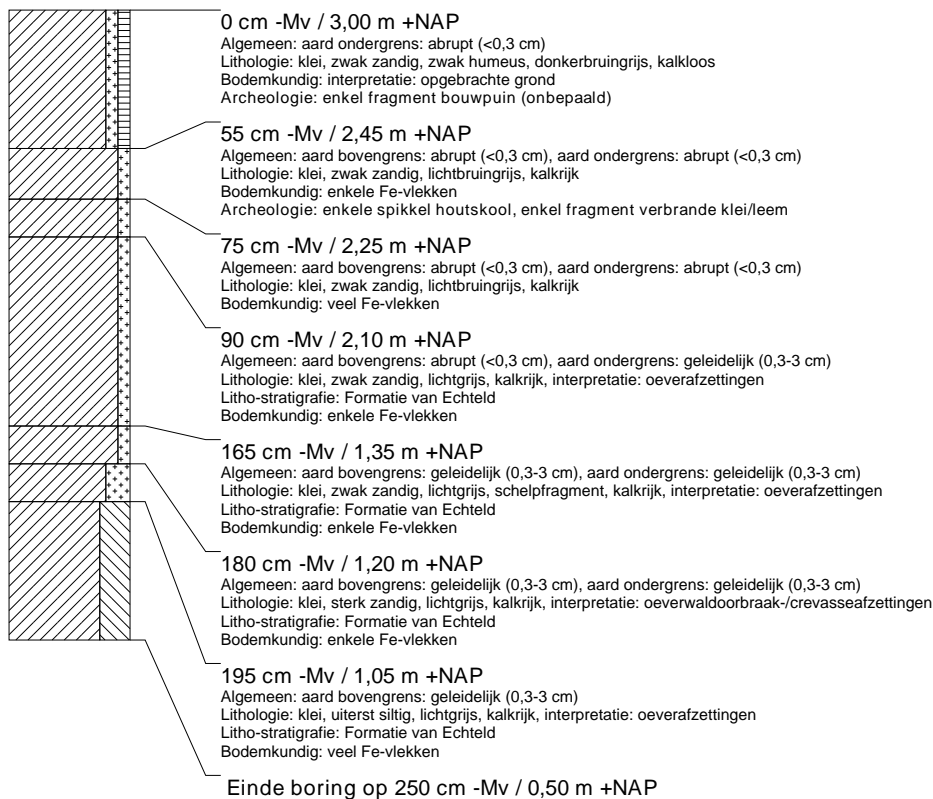 0 cm -Mv / 3,00 m +NAP
Algemeen: aard ondergrens: abrupt (<0,3 cm)
Lithologie: klei, zwak zandig, zwak humeus, donkerbruingrijs, kalkloos
Bodemkundig: interpretatie: opgebrachte grond
Archeologie: enkel fragment bouwpuin (onbepaald)
55 cm -Mv / 2,45 m +NAP
Algemeen: aard bovengrens: abrupt (<0,3 cm), aard ondergrens: abrupt (<0,3 cm)
Lithologie: klei, zwak zandig, lichtbruingrijs, kalkrijk
Bodemkundig: enkele Fe-vlekken
Archeologie: enkele spikkel houtskool, enkel fragment verbrande klei/leem
75 cm -Mv / 2,25 m +NAP
Algemeen: aard bovengrens: abrupt (<0,3 cm), aard ondergrens: abrupt (<0,3 cm)
Lithologie: klei, zwak zandig, lichtbruingrijs, kalkrijk
Bodemkundig: veel Fe-vlekken
90 cm -Mv / 2,10 m +NAP
Algemeen: aard bovengrens: abrupt (<0,3 cm), aard ondergrens: geleidelijk (0,3-3 cm)
Lithologie: klei, zwak zandig, lichtgrijs, kalkrijk, interpretatie: oeverafzettingen
Litho-stratigrafie: Formatie van Echteld
Bodemkundig: enkele Fe-vlekken
165 cm -Mv / 1,35 m +NAP
Algemeen: aard bovengrens: geleidelijk (0,3-3 cm), aard ondergrens: geleidelijk (0,3-3 cm)
Lithologie: klei, zwak zandig, lichtgrijs, schelpfragment, kalkrijk, interpretatie: oeverafzettingen
Litho-stratigrafie: Formatie van Echteld
Bodemkundig: enkele Fe-vlekken
180 cm -Mv / 1,20 m +NAP
Algemeen: aard bovengrens: geleidelijk (0,3-3 cm), aard ondergrens: geleidelijk (0,3-3 cm)
Lithologie: klei, sterk zandig, lichtgrijs, kalkrijk, interpretatie: oeverwaldoorbraak-/crevasseafzettingen
Litho-stratigrafie: Formatie van Echteld
Bodemkundig: enkele Fe-vlekken
195 cm -Mv / 1,05 m +NAP
Algemeen: aard bovengrens: geleidelijk (0,3-3 cm)
Lithologie: klei, uiterst siltig, lichtgrijs, kalkrijk, interpretatie: oeverafzettingen
Litho-stratigrafie: Formatie van Echteld
Bodemkundig: veel Fe-vlekken
Einde boring op 250 cm -Mv / 0,50 m +NAP